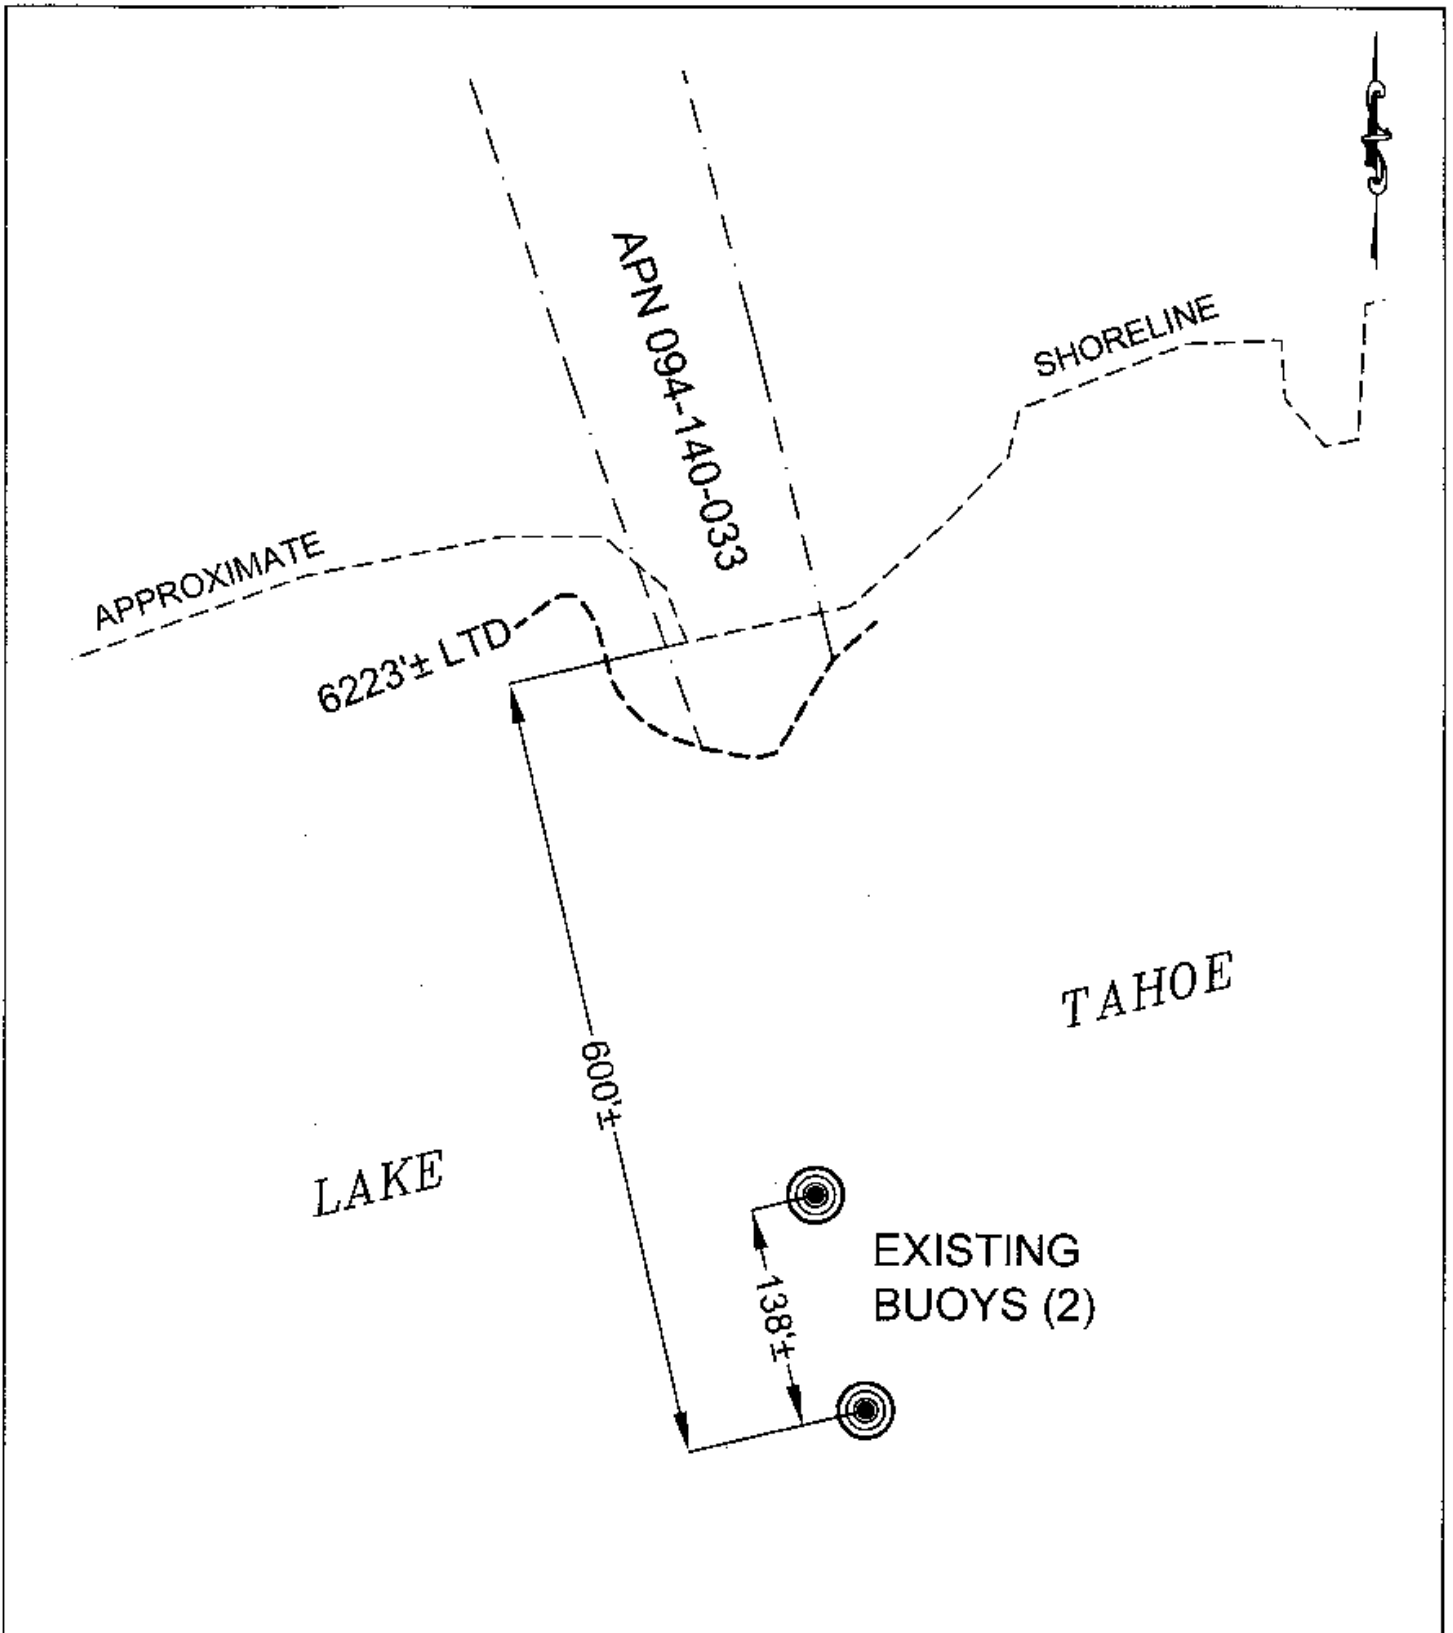 APN 094-140-033
SHORELINE
APPROXIMATE
6223'± LTD
TAHOE
600'±
LAKE
EXISTING
BUOYS (2)
138'±